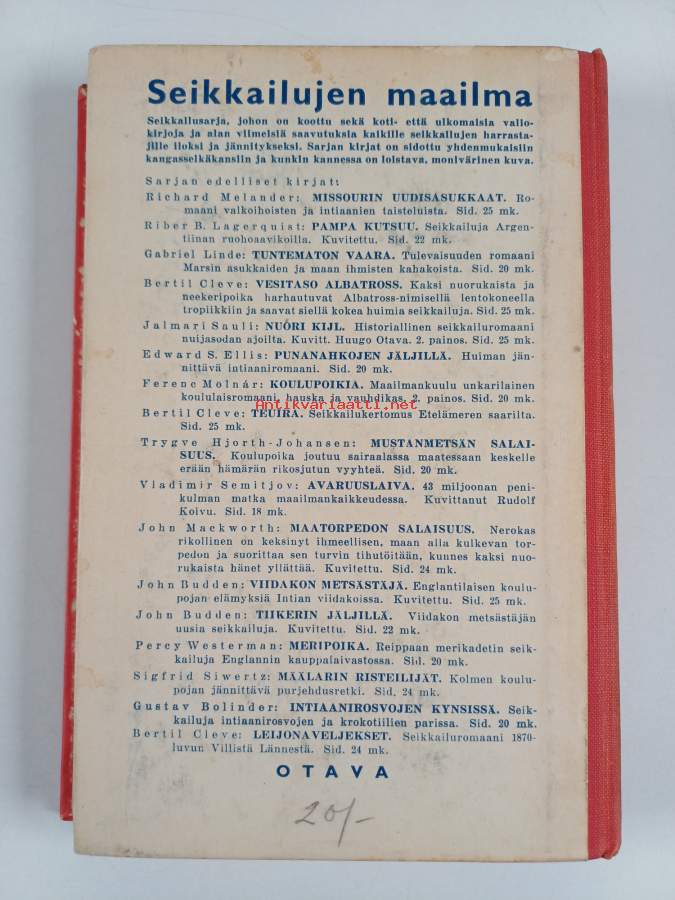 Seikkailujen maailma
Seikkailusarja, johon on koottu sekä koti- että ulkomaisia valio-
kirjoja ja alan viimeisiä saavutuksia kaikille seikkailujen harrasta-
jille iloksi ja jännitykseksi. Sarjan kirjat on sidottu yhdenmukaisiin
kangasselkäkansiin ja kunkin kannessa on loistava, monivärinen kuva.
Sarjan edelliset kirjat:
Richard Melander: MISSOURIN UUDISASUKKAAT. Ro-
maani valkoihoisten ja intiaanien taisteluista. Sid. 25 mk.
Riber B. Lagerquist: PAMPA KUTSUU. Seikkailuja Argen-
tiinan ruohoaavikoilla. Kuvitettu. Sid. 22 mk.
Gabriel Linde: TUNTEMATON VAARA. Tulevaisuuden romaani
Marsin asukkaiden ja maan ihmisten kahakoista. Sid. 20 mk.
Bertil Cleve: VESITASO ALBATROSS. Kaksi nuorukaista ja
neekeripoika harhautuvat Albatross-nimisellä lentokoneella
tropiikkiin ja saavat siellä kokea huimia seikkailuja. Sid. 25 mk.
Jalmari Sauli: NUORI KIJL. Historiallinen seikkailuromaani
nuijasodan ajoilta. Kuvitt. Huugo Otava. 2. painos. Sid. 25 mk.
Edward S. Ellis: PUNANAHKOJEN JÄLJILLÄ. Huiman jän-
nittävä intiaaniromaani. Sid. 20 mk.
Ferenc Molnár: KOULUPOIKIA. Maailmankuulu unkarilainen
koululaisromaani, hauska ja vauhdikas. 2. painos. Sid. 20 mk.
Antikvariaatti.net
Bertil Cleve: TEUIRA. Seikkailukertomus Etelämeren saarilta.
Sid. 25 mk.
Trygve Hjorth-Johansen: MUSTANMETSÄN SALAI-
SUUS. Koulupoika joutuu sairaalassa maatessaan keskelle
erään hämärän rikosjutun vyyhteä. Sid. 20 mk.
Vladimir Semitjov: AVARUUSLAIVA. 43 miljoonan peni-
kulman matka maailmankaikkeudessa. Kuvittanut Rudolf
Koivu. Sid. 18 mk.
John Mackworth: MAATORPEDON SALAISUUS. Nerokas
rikollinen on keksinyt ihmeellisen, maan alla kulkevan tor-
pedon ja suorittaa sen turvin tihutöitään, kunnes kaksi nuo-
rukaista hänet yllättää. Kuvitettu. Sid. 24 mk.
John Budden: VIIDAKON METSÄSTÄJÄ. Englantilaisen koulu-
pojan elämyksiä Intian viidakoissa. Kuvitettu. Sid. 25 mk.
John Budden: TIIKERIN JÄLJILLÄ. Viidakon metsästäjän
uusia seikkailuja. Kuvitettu. Sid. 22 mk.
Percy Westerman: MERIPOIKA. Reippaan merikadetin seik-
kailuja Englannin kauppalaivastossa. Sid. 20 mk.
Sigfrid Siwertz: MÄÄLARIN RISTEILIJÄT. Kolmen koulu-
pojan jännittävä purjehdusretki. Sid. 24 mk.
Gustav Bolinder: INTIAANIROSVOJEN KYNSISSÄ. Seik-
kailuja intiaanirosvojen ja krokotiilien parissa. Sid. 20 mk.
Bertil Cleve: LEIJONAVELJEKSET. Seikkailuromaani 1870-
luvun Villistä Lännestä. Sid. 24 mk.
OTAVA
20/-